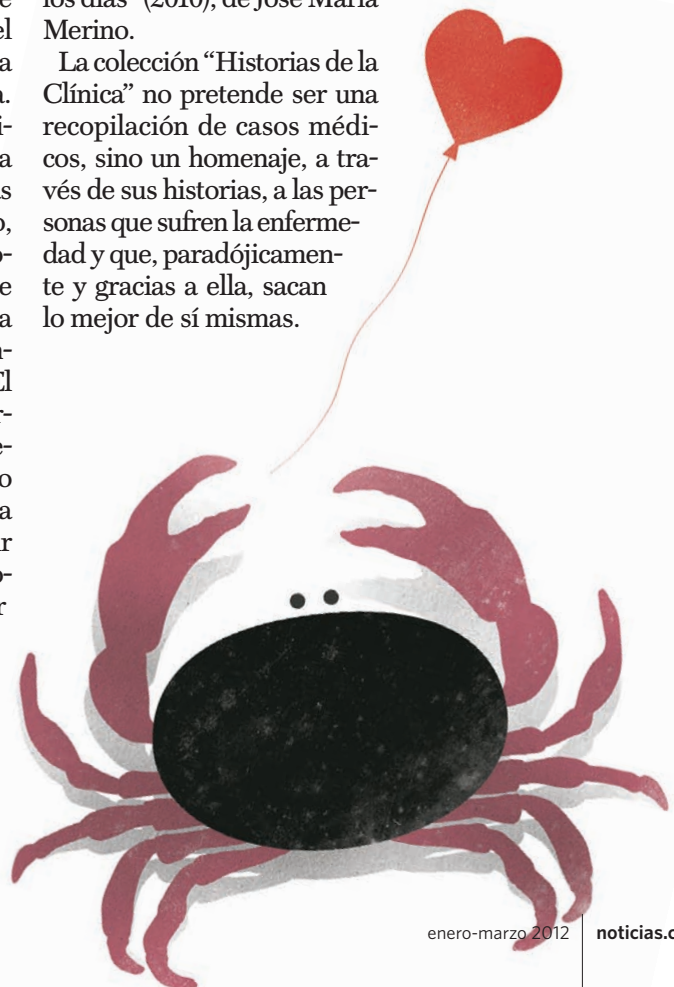 los días” (2010), de José María
Merino.
La colección “Historias de la
Clínica” no pretende ser una
recopilación de casos médi-
cos, sino un homenaje, a tra-
vés de sus historias, a las per-
sonas que sufren la enferme-
dad y que, paradójicamen-
te y gracias a ella, sacan
lo mejor de sí mismas.
enero-marzo 2012 noticias.c